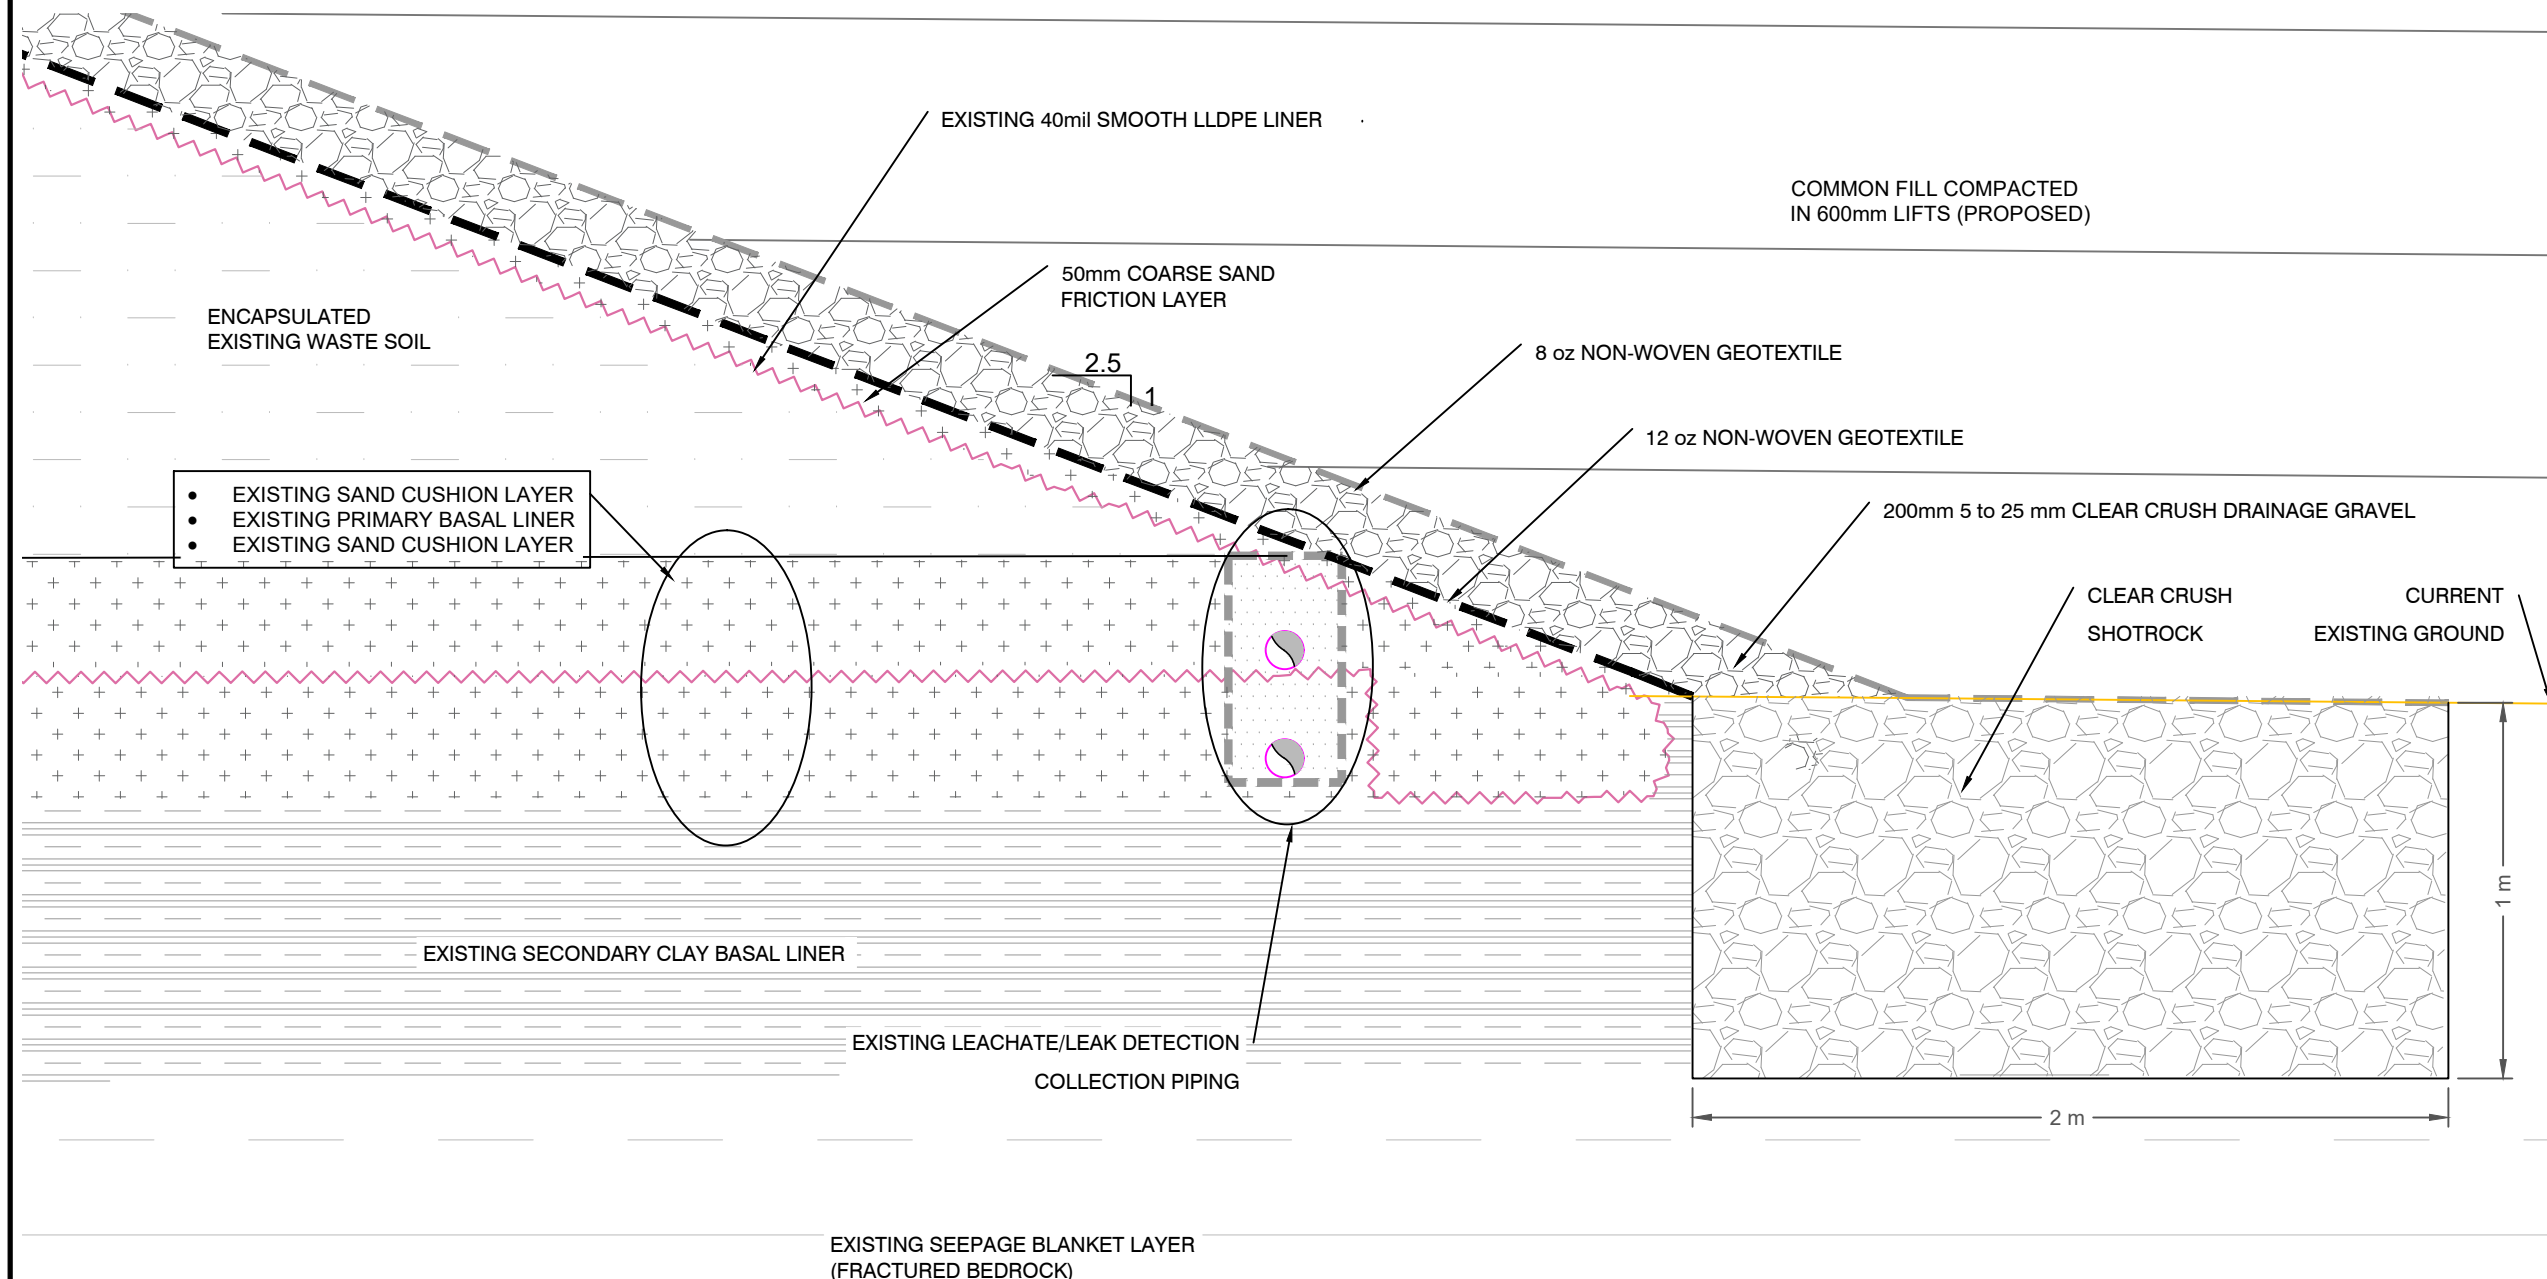 EXISTING 40mil SMOOTH LLDPE LINER
COMMON FILL COMPACTED
IN 600mm LIFTS (PROPOSED)
50mm COARSE SAND
FRICTION LAYER
ENCAPSULATED
EXISTING WASTE SOIL
2.5
1
8 oz NON-WOVEN GEOTEXTILE
12 oz NON-WOVEN GEOTEXTILE
• EXISTING SAND CUSHION LAYER
• EXISTING PRIMARY BASAL LINER
• EXISTING SAND CUSHION LAYER
200mm 5 to 25 mm CLEAR CRUSH DRAINAGE GRAVEL
CLEAR CRUSH
SHOTROCK
CURRENT
EXISTING GROUND
1 m
EXISTING SECONDARY CLAY BASAL LINER
EXISTING LEACHATE/LEAK DETECTION
COLLECTION PIPING
2 m
EXISTING SEEPAGE BLANKET LAYER
(FRACTURED BEDROCK)